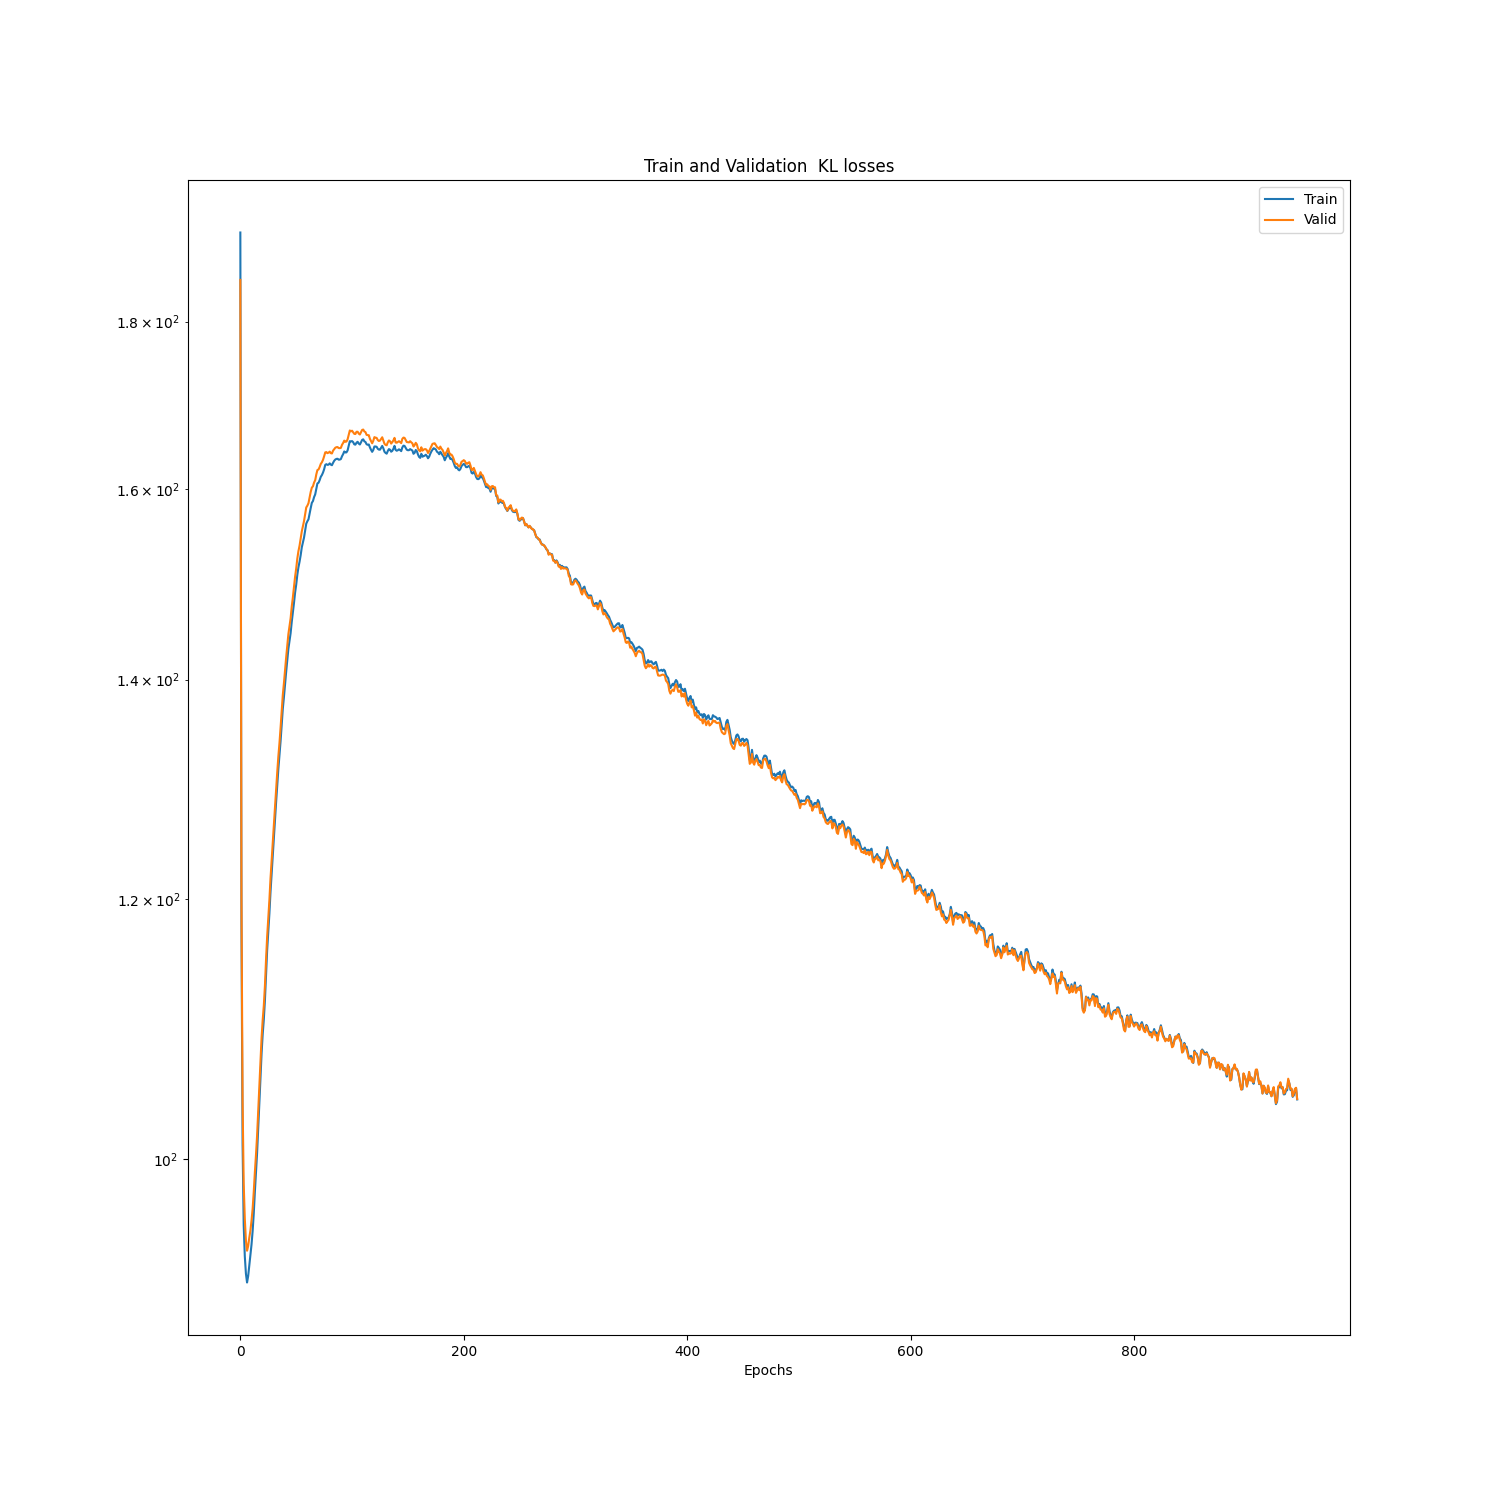 Train and Validation  KL losses
Train
Valid
1.8 × 10²
1.6 × 10²
1.4 × 10²
1.2 × 10²
10²
0 200 400 600 800
Epochs